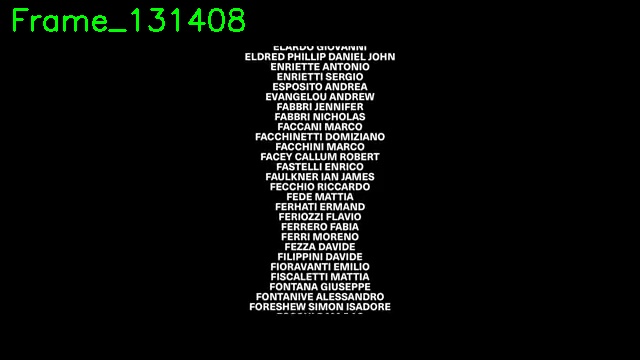 Frame_131408
ELARDO GIOVANNI
ELDRED PHILLIP DANIEL JOHN
ENRIETTE ANTONIO
ENRIETTI SERGIO
ESPOSITO ANDREA
EVANGELOU ANDREW
FABBRI JENNIFER
FABBRI NICHOLAS
FACCANI MARCO
FACCHINETTI DOMIZIANO
FACCHINI MARCO
FACEY CALLUM ROBERT
FASTELLI ENRICO
FAULKNER IAN JAMES
FECCHIO RICCARDO
FEDE MATTIA
FERHATI ERMAND
FERIOZZI FLAVIO
FERRERO FABIA
FERRI MORENO
FEZZA DAVIDE
FILIPPINI DAVIDE
FIORAVANTI EMILIO
FISCALETTI MATTIA
FONTANA GIUSEPPE
FONTANIVE ALESSANDRO
FORESHEW SIMON ISADORE